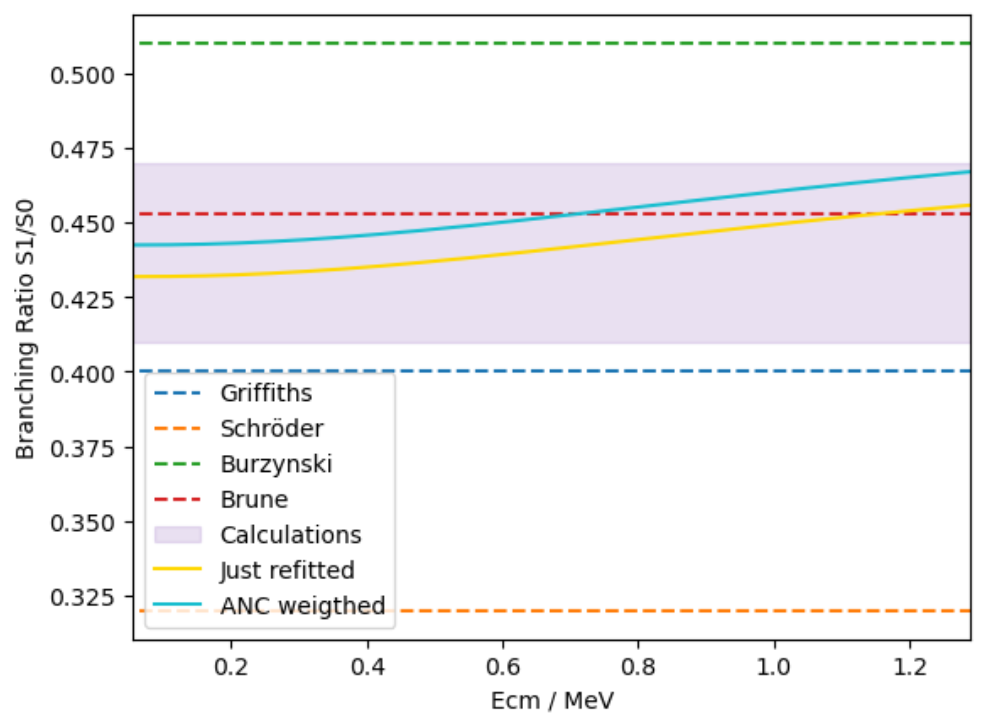 0.500
0.475
0.450
0.425
0.400
0.375
0.350
0.325
Branching Ratio S1/S0
Griffiths
Schröder
Burzynski
Brune
Calculations
Just refitted
ANC weigthed
0.2
0.4
0.6
0.8
1.0
1.2
Ecm / MeV